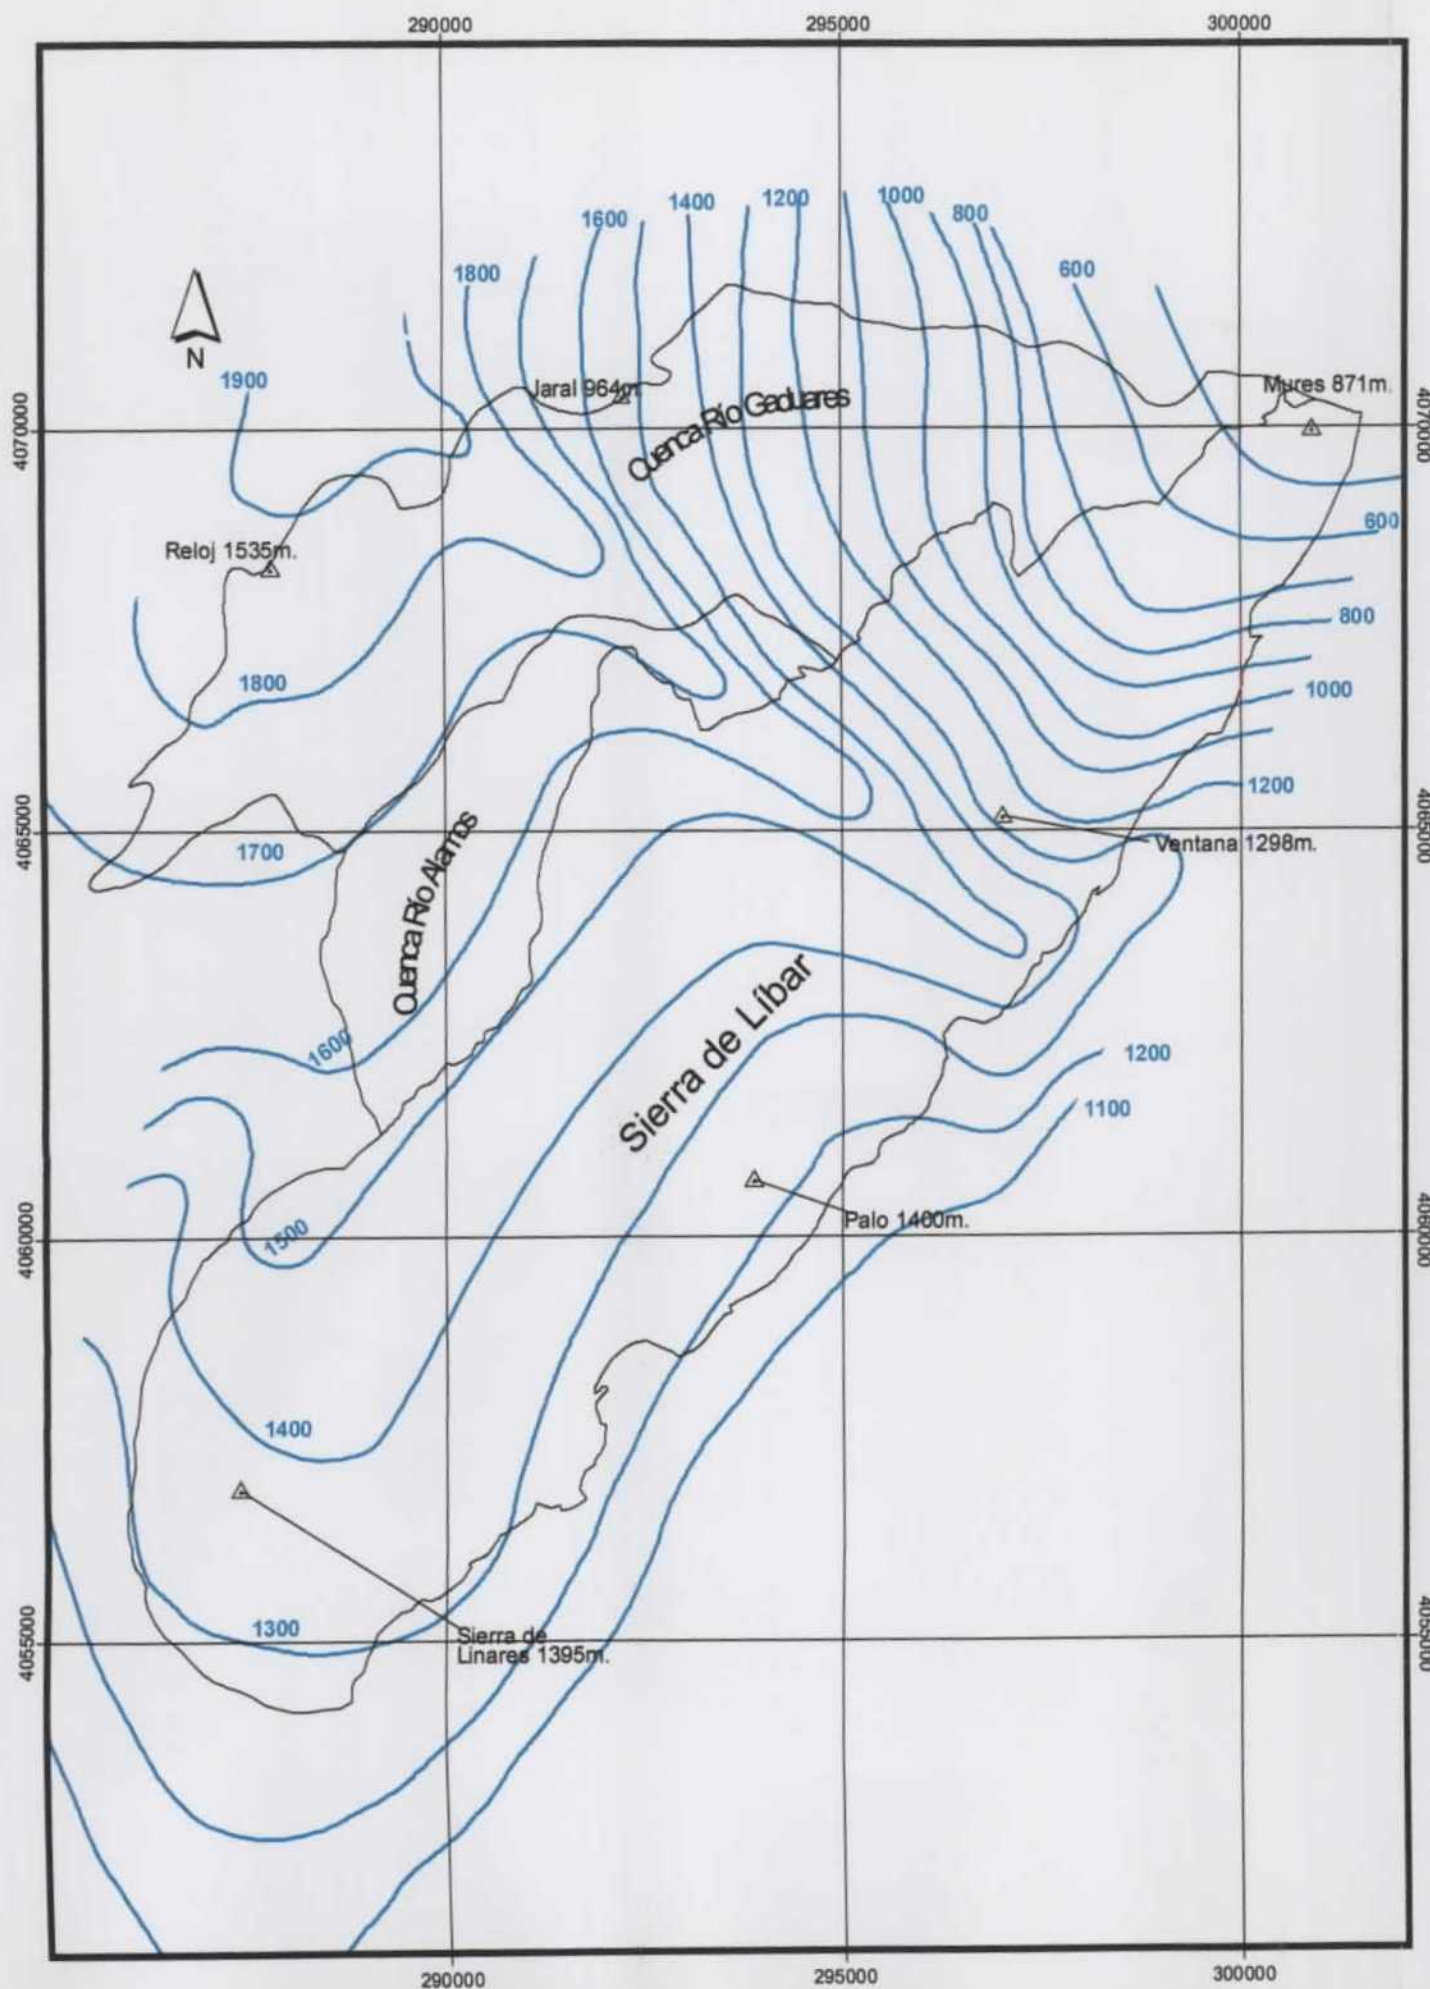 290000 295000 300000
1600 1400 1200 1000 800
1800 600
1900
N
Jaral 964m.
Mures 871m.
4070000 4070000
Cuenca Río Gaduares
600
Reloj 1535m.
800
1800
1000
1200
4065000 4065000
Ventana 1298m.
1700
Cuenca Río Alamos
Sierra de Líbar
1600
1200
1100
Palo 1400m.
1500
4060000 4060000
1400
1300
Sierra de
Linares 1395m.
4055000 4055000
290000 295000 300000